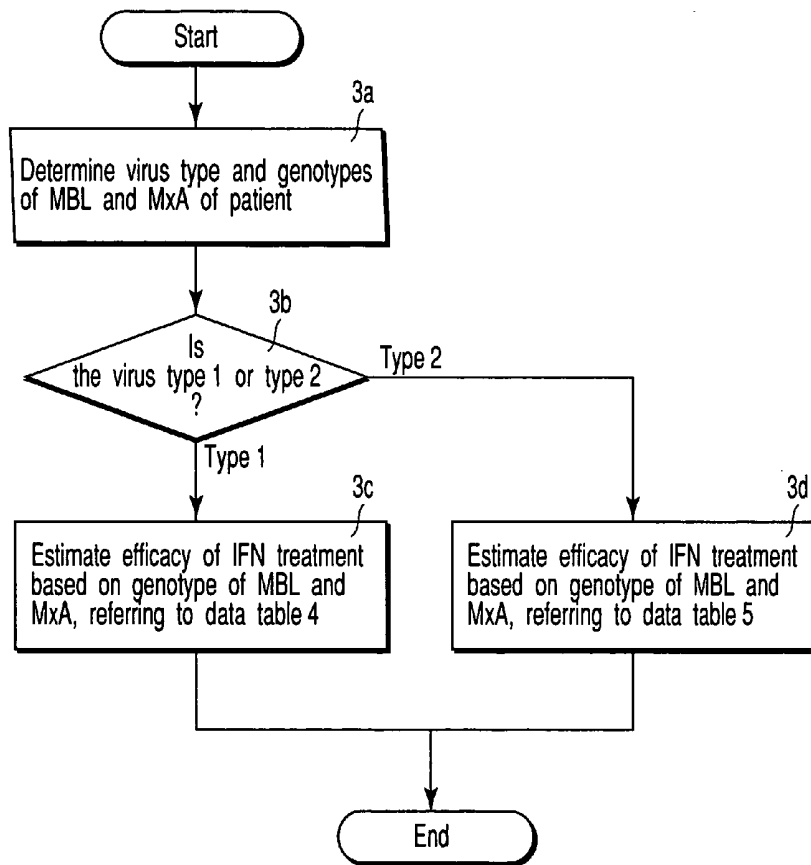 Start
3a
Determine virus type and genotypes
of MBL and MxA of patient
3b
Is
the virus type 1 or type 2
?
Type 2
Type 1
3c
Estimate efficacy of IFN treatment
based on genotype of MBL and
MxA, referring to data table 4
3d
Estimate efficacy of IFN treatment
based on genotype of MBL and
MxA, referring to data table 5
End